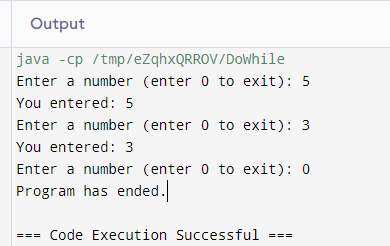 Output
java -cp /tmp/eZqhxQRROV/DoWhile
Enter a number (enter 0 to exit): 5
You entered: 5
Enter a number (enter 0 to exit): 3
You entered: 3
Enter a number (enter 0 to exit): 0
Program has ended.
=== Code Execution Successful ===